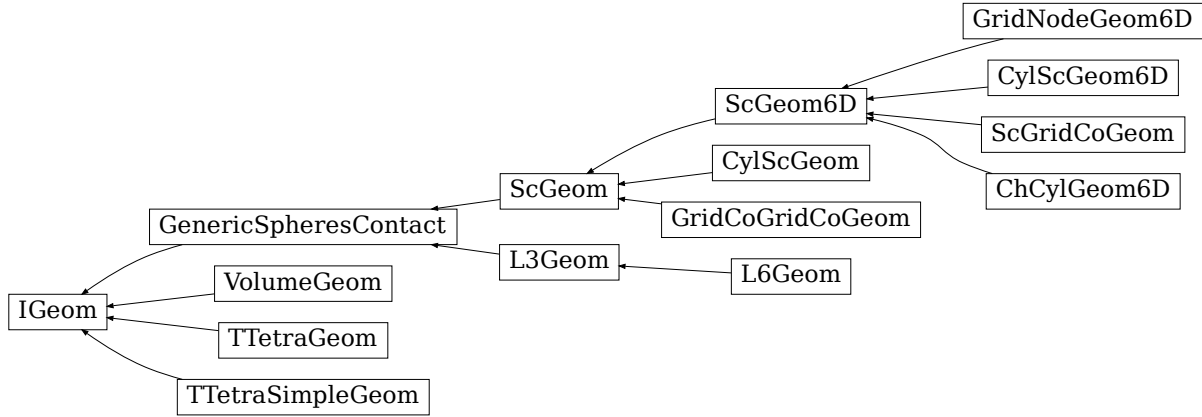 GridNodeGeom6D
CylScGeom6D
ScGeom6D
ScGridCoGeom
CylScGeom
ScGeom
ChCylGeom6D
GridCoGridCoGeom
GenericSpheresContact
L3Geom
L6Geom
VolumeGeom
IGeom
TTetraGeom
TTetraSimpleGeom